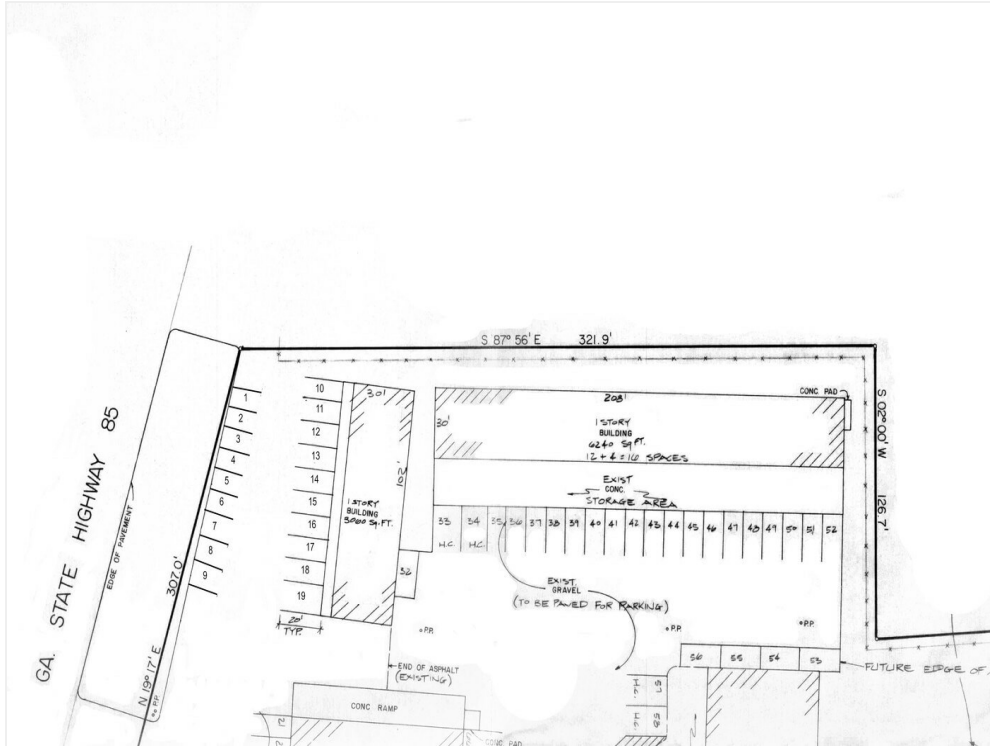 S 87° 56' E 321.9'
GA. STATE HIGHWAY 85
EDGE OF PAVEMENT
N 19° 17' E 307.0'
P.P.
1
2
3
4
5
6
7
8
9
10
11
12
13
14
15
16
17
18
19
20'
TYP.
30'
102'
1 STORY
BUILDING
3060 SQ. FT.
32
208'
30'
1 STORY
BUILDING
6240 SQ FT.
12 + 4 = 16 SPACES
CONC. PAD
S 02° 00' W 126.7'
EXIST
CONC.
STORAGE AREA
33 34 35 36 37 38 39 40 41 42 43 44 45 46 47 48 49 50 51 52
H.C. H.C.
EXIST.
GRAVEL
(TO BE PAVED FOR PARKING)
P.P.
P.P.
P.P.
56 55 54 53
FUTURE EDGE OF
END OF ASPHALT
(EXISTING)
57
H.C.
58
H.C.
CONC RAMP
CONC PAD